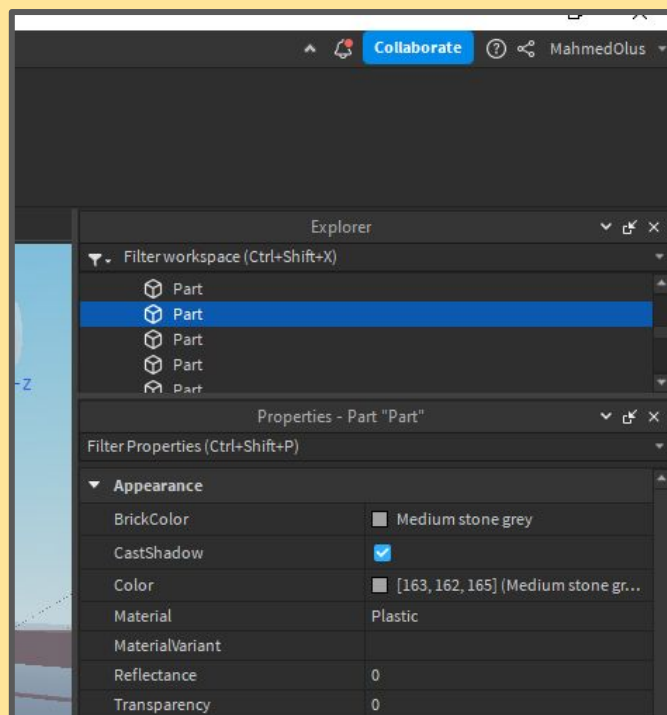 Collaborate MahmedOlus
Explorer
Filter workspace (Ctrl+Shift+X)
Part
Part
Part
Part
Part
-Z
Properties - Part "Part"
Filter Properties (Ctrl+Shift+P)
Appearance
BrickColor Medium stone grey
CastShadow
Color [163, 162, 165] (Medium stone gr...
Material Plastic
MaterialVariant
Reflectance 0
Transparency 0